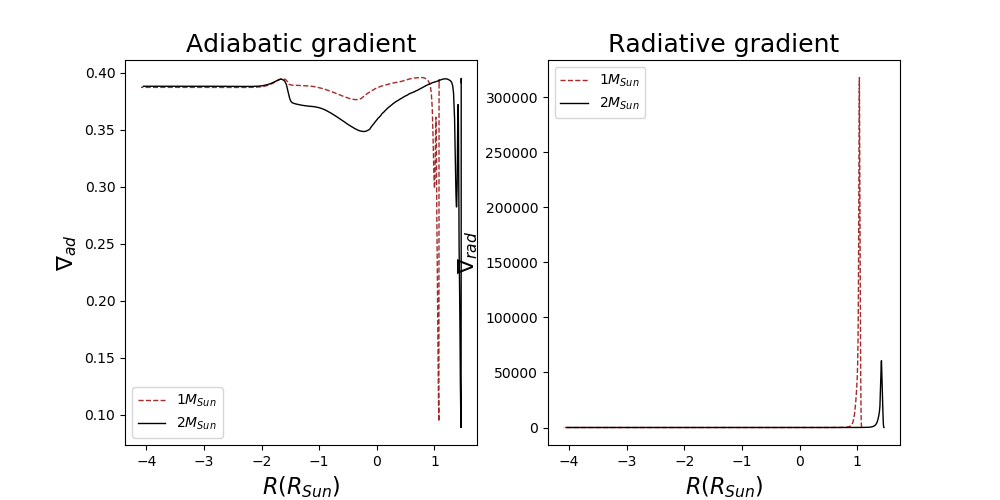 Adiabatic gradient
∇ad
0.40
0.35
0.30
0.25
0.20
0.15
0.10
1MSun
2MSun
−4
−3
−2
−1
0
1
R(RSun)
Radiative gradient
∇rad
300000
250000
200000
150000
100000
50000
0
1MSun
2MSun
−4
−3
−2
−1
0
1
R(RSun)